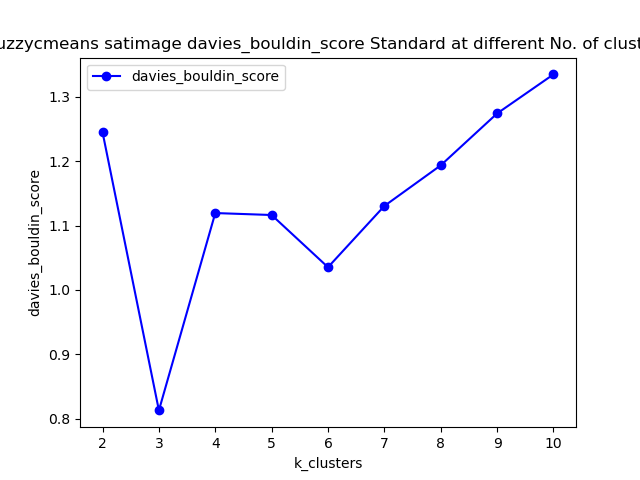 uzzycmeans satimage davies_bouldin_score Standard at different No. of clust
davies_bouldin_score
1.3
1.2
1.1
1.0
0.9
0.8
davies_bouldin_score
2 3 4 5 6 7 8 9 10
k_clusters